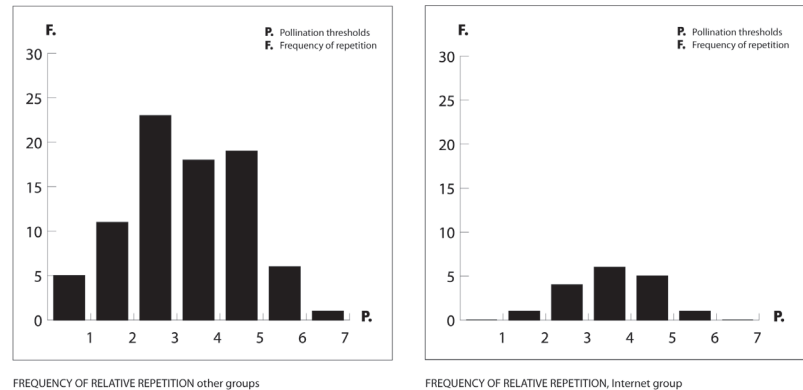 F.
P. Pollination thresholds
F. Frequency of repetition
30
25
20
15
10
5
0
1 2 3 4 5 6 7 P.
FREQUENCY OF RELATIVE REPETITION other groups
F.
P. Pollination thresholds
F. Frequency of repetition
30
25
20
15
10
5
0
1 2 3 4 5 6 7 P.
FREQUENCY OF RELATIVE REPETITION, Internet group